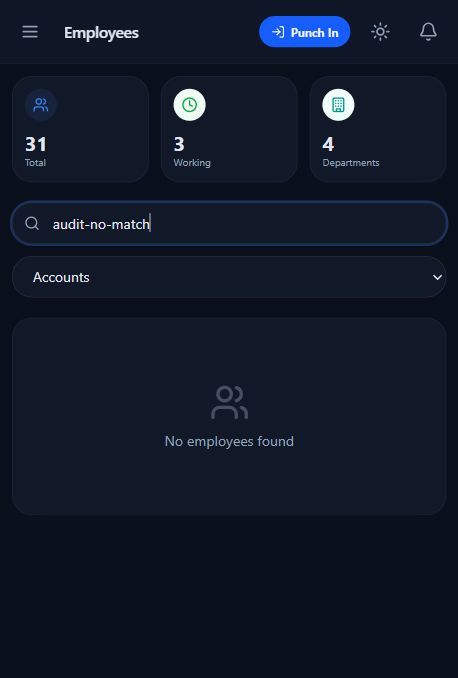 Employees
Punch In
31
Total
3
Working
4
Departments
audit-no-match
Accounts
No employees found